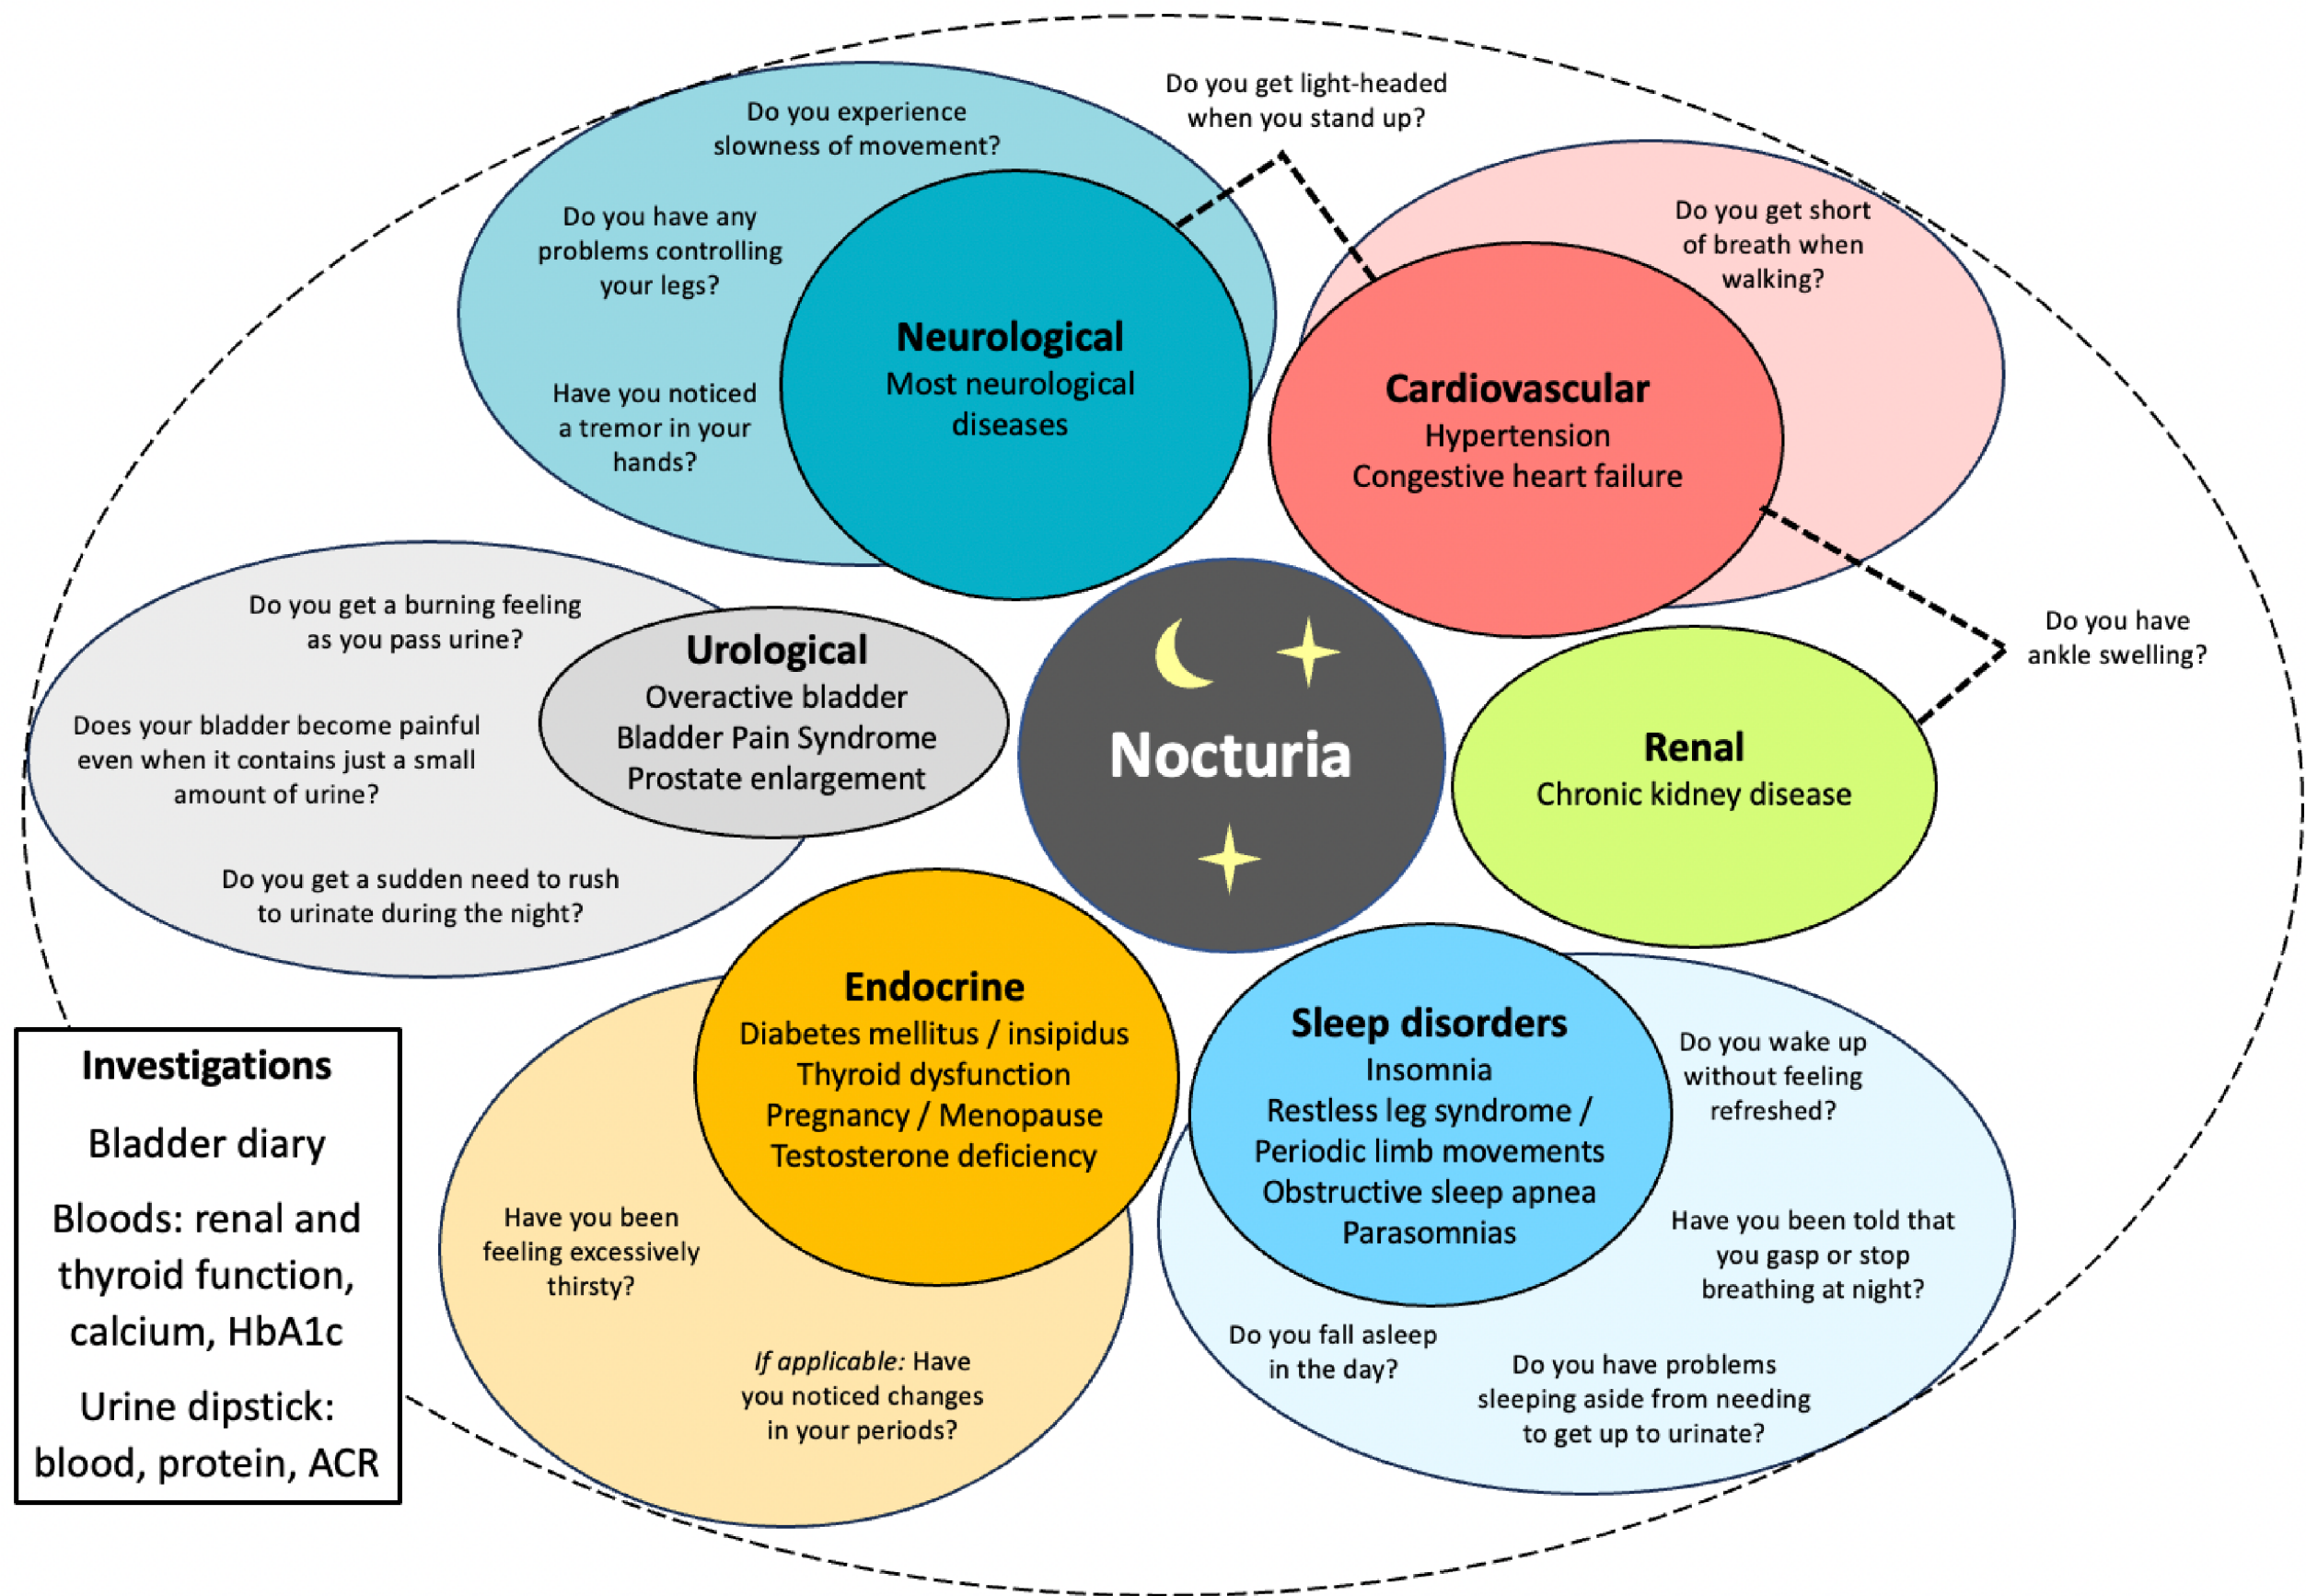 Do you get light-headed
when you stand up?
Do you experience
slowness of movement?
Do you have any
problems controlling
your legs?
Have you noticed
a tremor in your
hands?
Neurological
Most neurological
diseases
Do you get short
of breath when
walking?
Cardiovascular
Hypertension
Congestive heart failure
Do you have
ankle swelling?
Do you get a burning feeling
as you pass urine?
Does your bladder become painful
even when it contains just a small
amount of urine?
Do you get a sudden need to rush
to urinate during the night?
Urological
Overactive bladder
Bladder Pain Syndrome
Prostate enlargement
Nocturia
Renal
Chronic kidney disease
Endocrine
Diabetes mellitus / insipidus
Thyroid dysfunction
Pregnancy / Menopause
Testosterone deficiency
Have you been
feeling excessively
thirsty?
If applicable: Have
you noticed changes
in your periods?
Sleep disorders
Insomnia
Restless leg syndrome /
Periodic limb movements
Obstructive sleep apnea
Parasomnias
Do you wake up
without feeling
refreshed?
Have you been told that
you gasp or stop
breathing at night?
Do you fall asleep
in the day?
Do you have problems
sleeping aside from needing
to get up to urinate?
Investigations
Bladder diary
Bloods: renal and
thyroid function,
calcium, HbA1c
Urine dipstick:
blood, protein, ACR